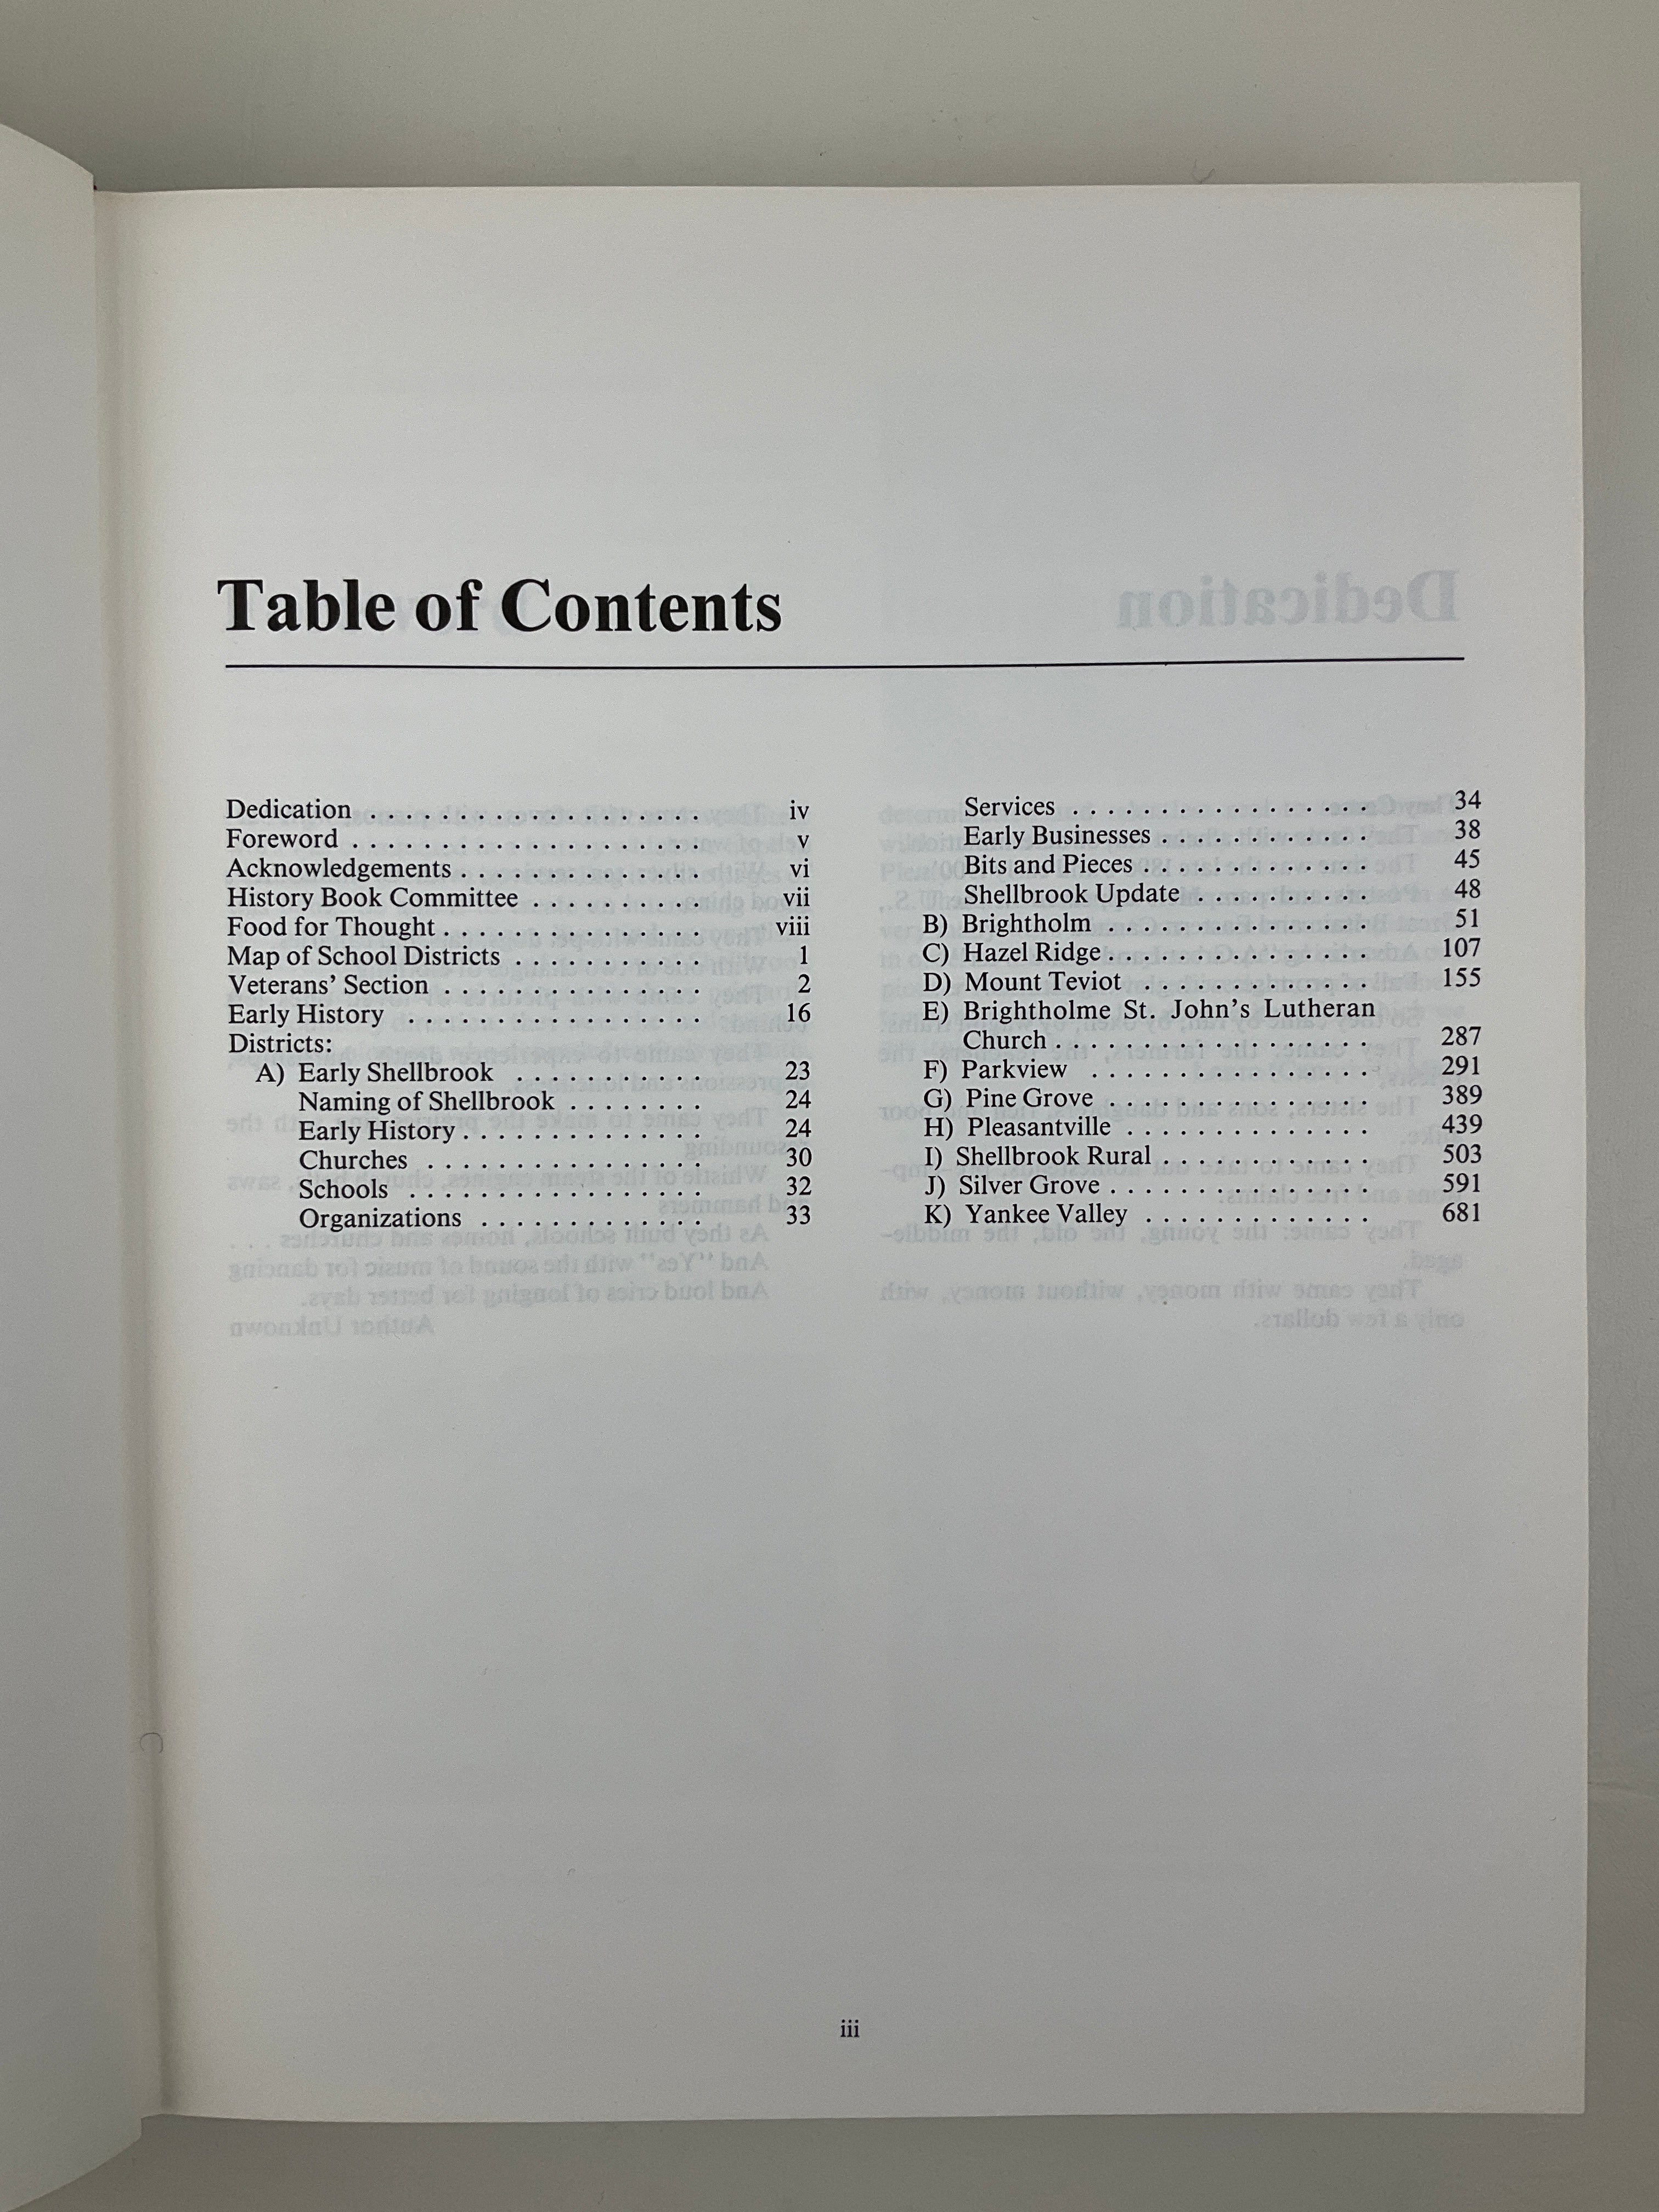 Table of Contents
Dedication . . . . . . . . . . . . . . . . . . . iv
Foreword . . . . . . . . . . . . . . . . . . . . v
Acknowledgements . . . . . . . . . . . . . . vi
History Book Committee . . . . . . . . . vii
Food for Thought . . . . . . . . . . . . . . . viii
Map of School Districts . . . . . . . . . . . 1
Veterans' Section . . . . . . . . . . . . . . . 2
Early History . . . . . . . . . . . . . . . . . 16
Districts:
A) Early Shellbrook . . . . . . . . . . . 23
Naming of Shellbrook . . . . . . . . 24
Early History . . . . . . . . . . . . . . 24
Churches . . . . . . . . . . . . . . . . 30
Schools . . . . . . . . . . . . . . . . . 32
Organizations . . . . . . . . . . . . . 33
Services . . . . . . . . . . . . . . . . . 34
Early Businesses . . . . . . . . . . . . 38
Bits and Pieces . . . . . . . . . . . . . 45
Shellbrook Update . . . . . . . . . . 48
B) Brightholm . . . . . . . . . . . . . . . 51
C) Hazel Ridge . . . . . . . . . . . . . . . 107
D) Mount Teviot . . . . . . . . . . . . . 155
E) Brightholme St. John's Lutheran
Church . . . . . . . . . . . . . . . . . . 287
F) Parkview . . . . . . . . . . . . . . . . 291
G) Pine Grove . . . . . . . . . . . . . . . 389
H) Pleasantville . . . . . . . . . . . . . . 439
I) Shellbrook Rural . . . . . . . . . . . . 503
J) Silver Grove . . . . . . . . . . . . . . . 591
K) Yankee Valley . . . . . . . . . . . . . 681
iii